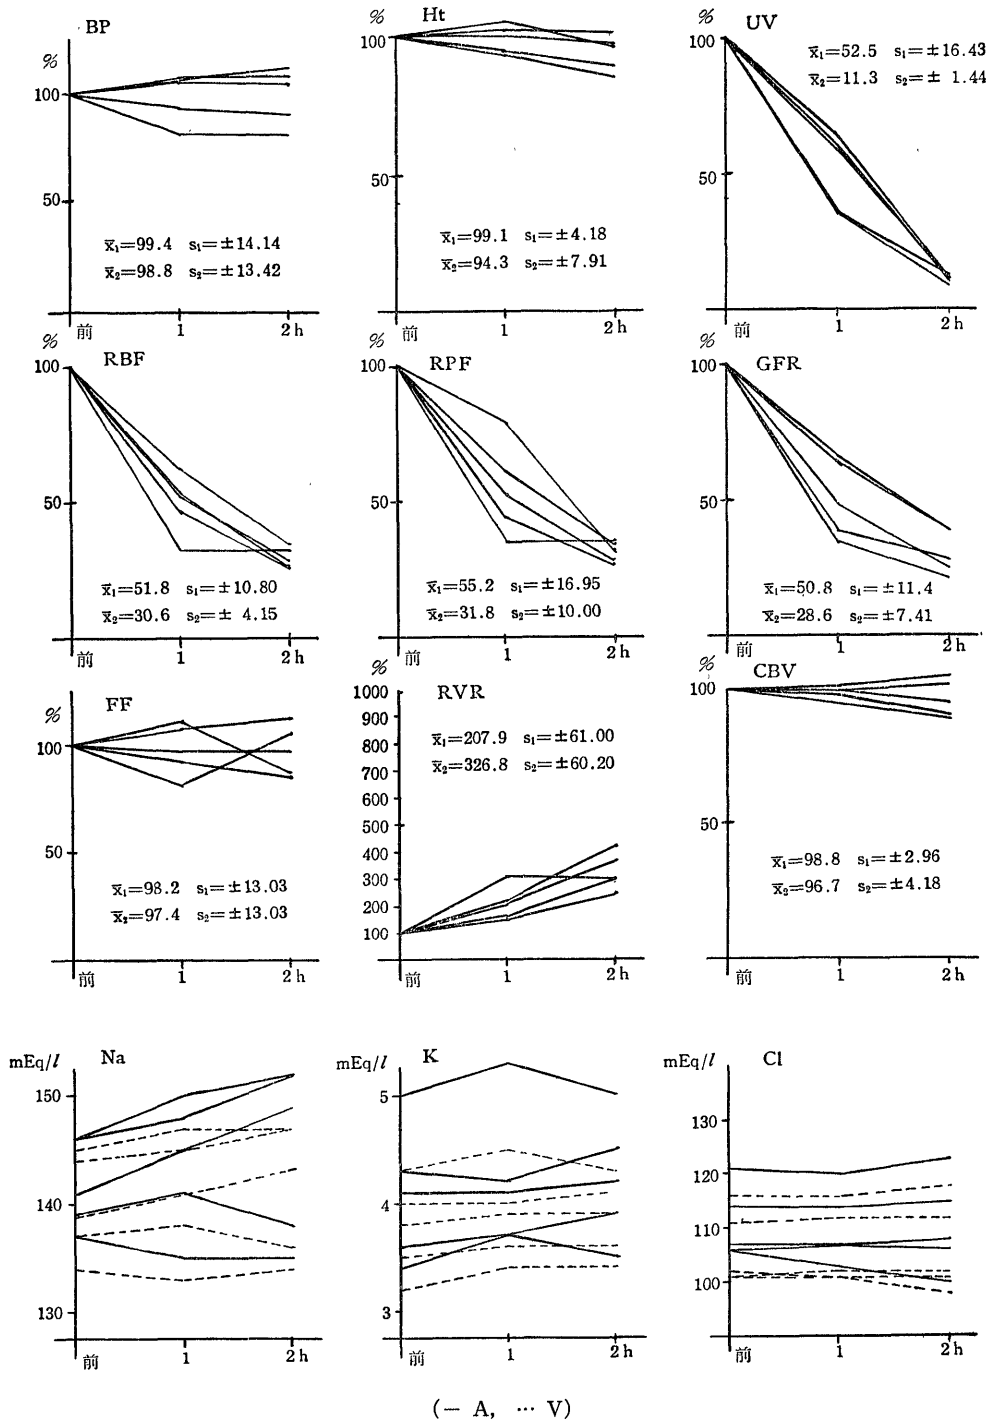 BP
%
100
50
x̄₁=99.4 s₁=±14.14
x̄₂=98.8 s₂=±13.42
前 1 2h
Ht
%
100
50
x̄₁=99.1 s₁=±4.18
x̄₂=94.3 s₂=±7.91
前 1 2h
UV
%
100
50
x̄₁=52.5 s₁=±16.43
x̄₂=11.3 s₂=± 1.44
前 1 2h
RBF
%
100
50
x̄₁=51.8 s₁=±10.80
x̄₂=30.6 s₂=± 4.15
前 1 2h
RPF
%
100
50
x̄₁=55.2 s₁=±16.95
x̄₂=31.8 s₂=±10.00
前 1 2h
GFR
%
100
50
x̄₁=50.8 s₁=±11.4
x̄₂=28.6 s₂=±7.41
前 1 2h
FF
%
100
50
x̄₁=98.2 s₁=±13.03
x̄₂=97.4 s₂=±13.03
前 1 2h
RVR
%
1000
900
800
700
600
500
400
300
200
100
x̄₁=207.9 s₁=±61.00
x̄₂=326.8 s₂=±60.20
前 1 2h
CBV
%
100
50
x̄₁=98.8 s₁=±2.96
x̄₂=96.7 s₂=±4.18
前 1 2h
Na
mEq/l
150
140
130
前 1 2h
K
mEq/l
5
4
3
前 1 2h
Cl
mEq/l
130
120
110
100
前 1 2h
(— A, … V)